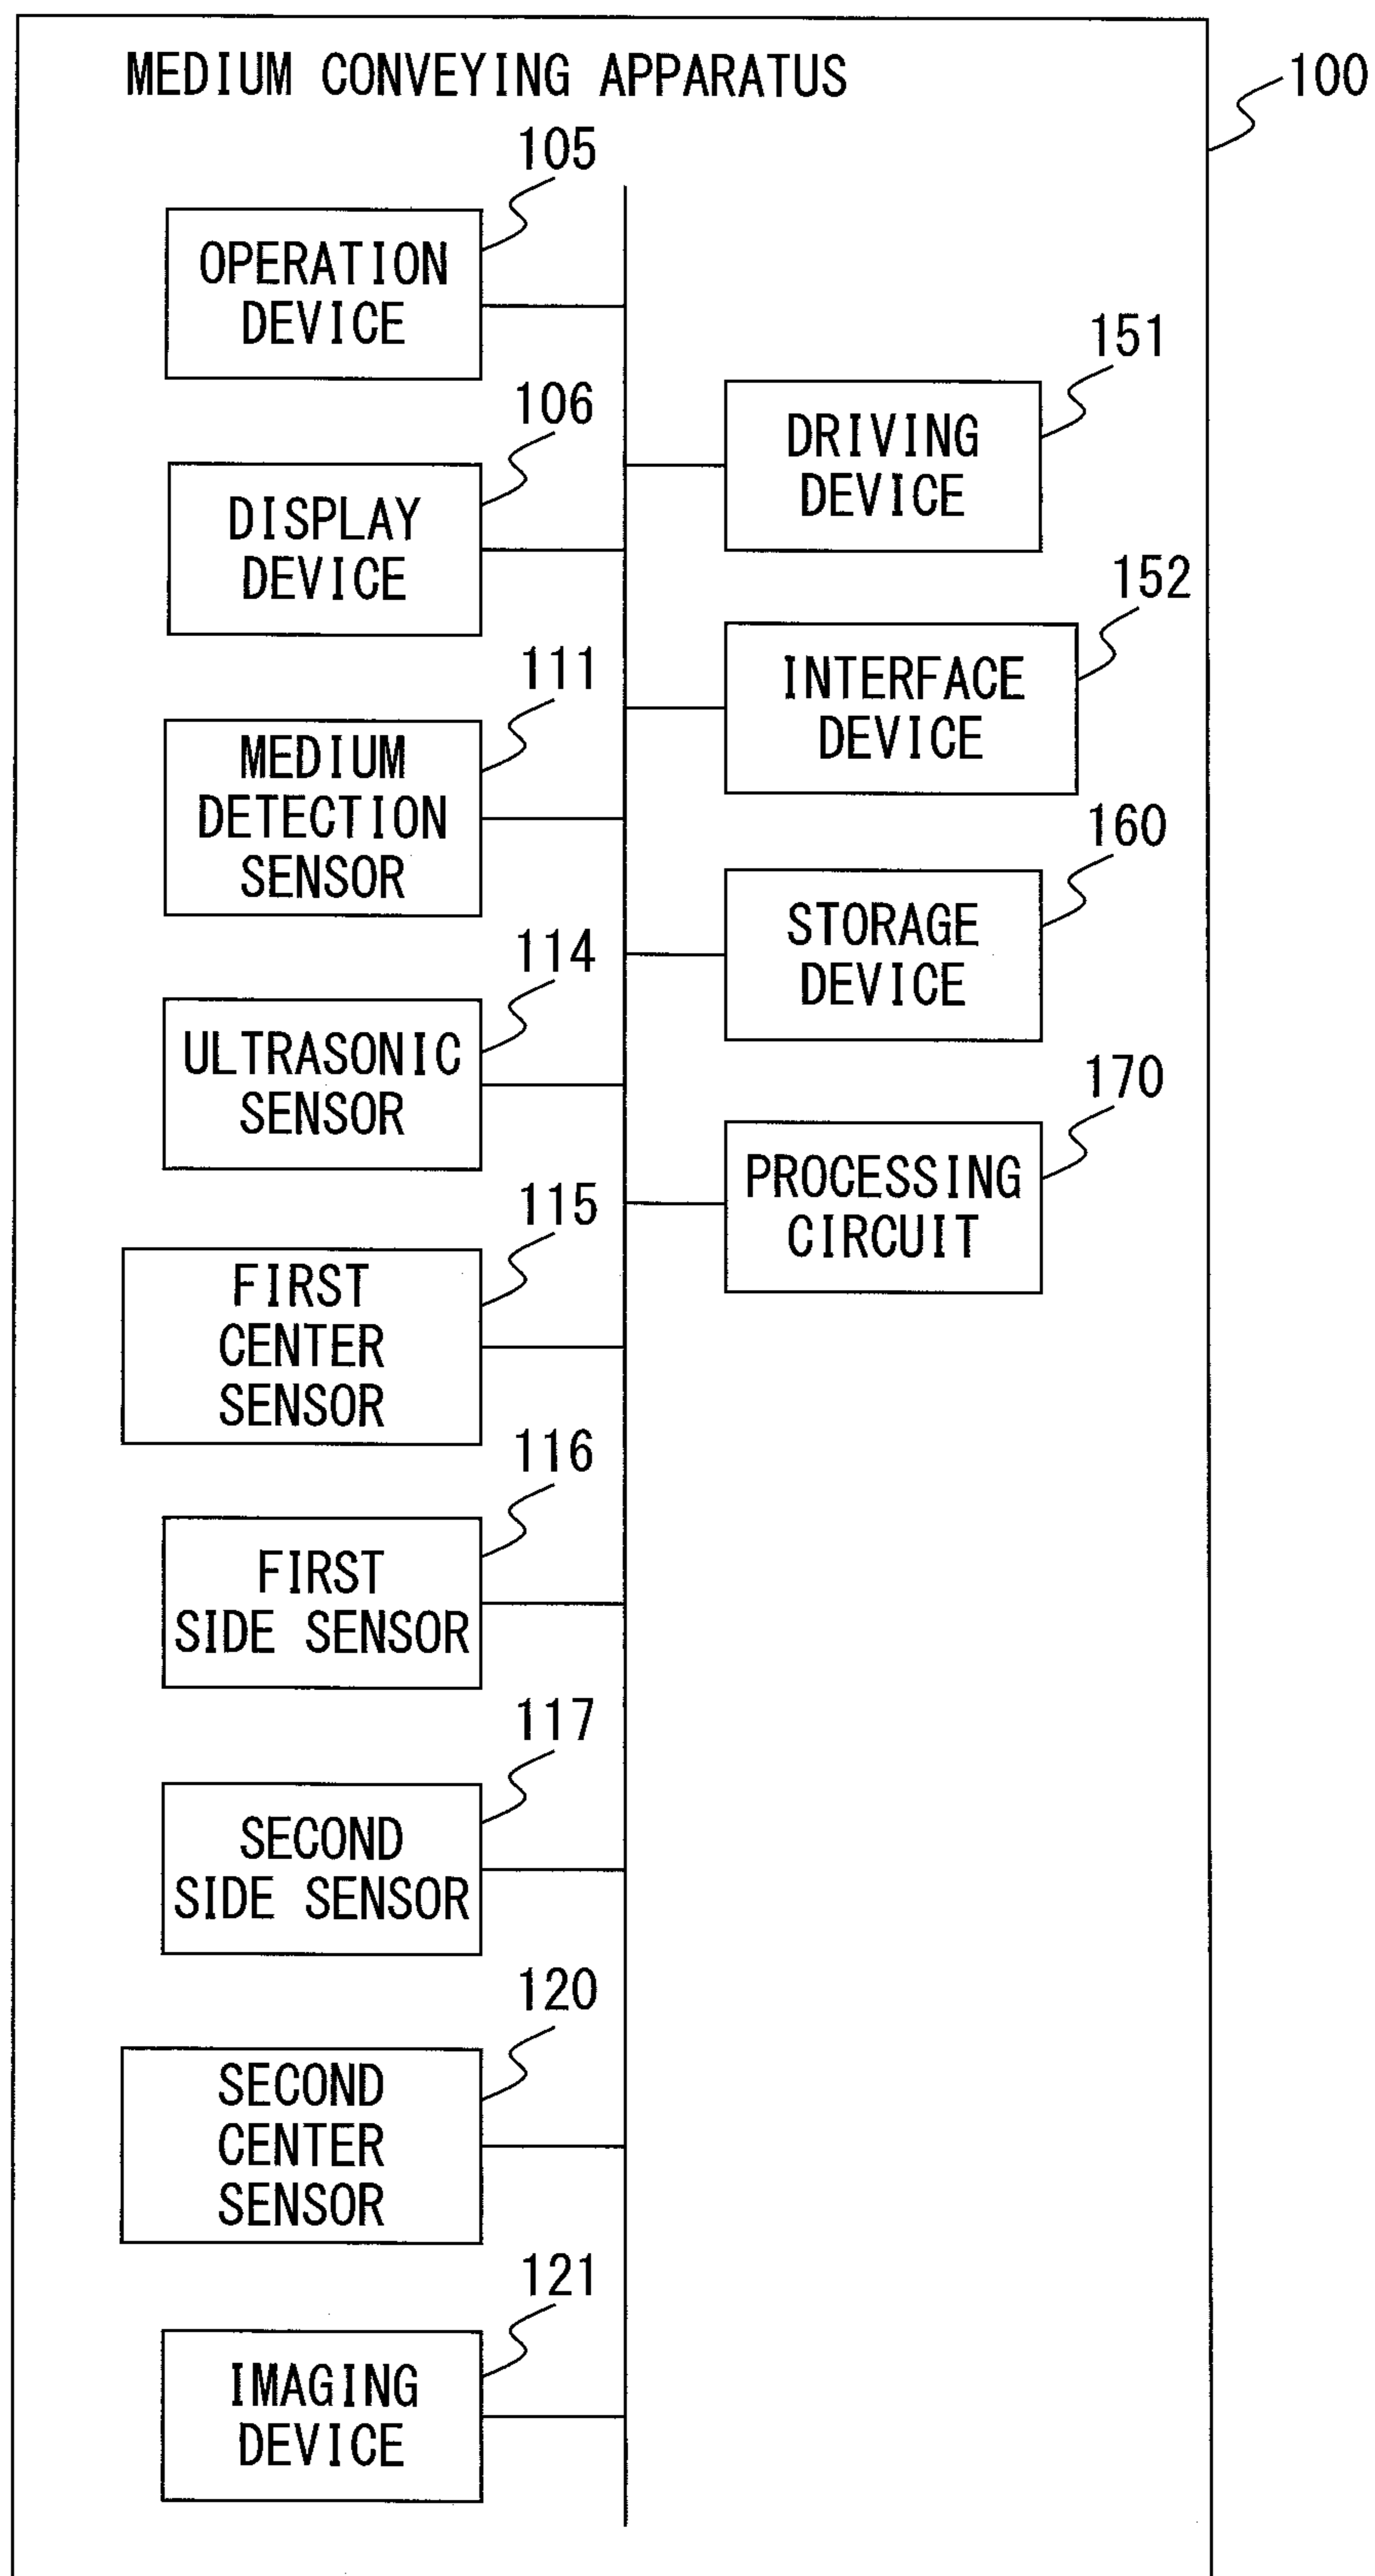 MEDIUM CONVEYING APPARATUS
100
105
OPERATION
DEVICE
106
DISPLAY
DEVICE
111
MEDIUM
DETECTION
SENSOR
114
ULTRASONIC
SENSOR
115
FIRST
CENTER
SENSOR
116
FIRST
SIDE SENSOR
117
SECOND
SIDE SENSOR
120
SECOND
CENTER
SENSOR
121
IMAGING
DEVICE
151
DRIVING
DEVICE
152
INTERFACE
DEVICE
160
STORAGE
DEVICE
170
PROCESSING
CIRCUIT